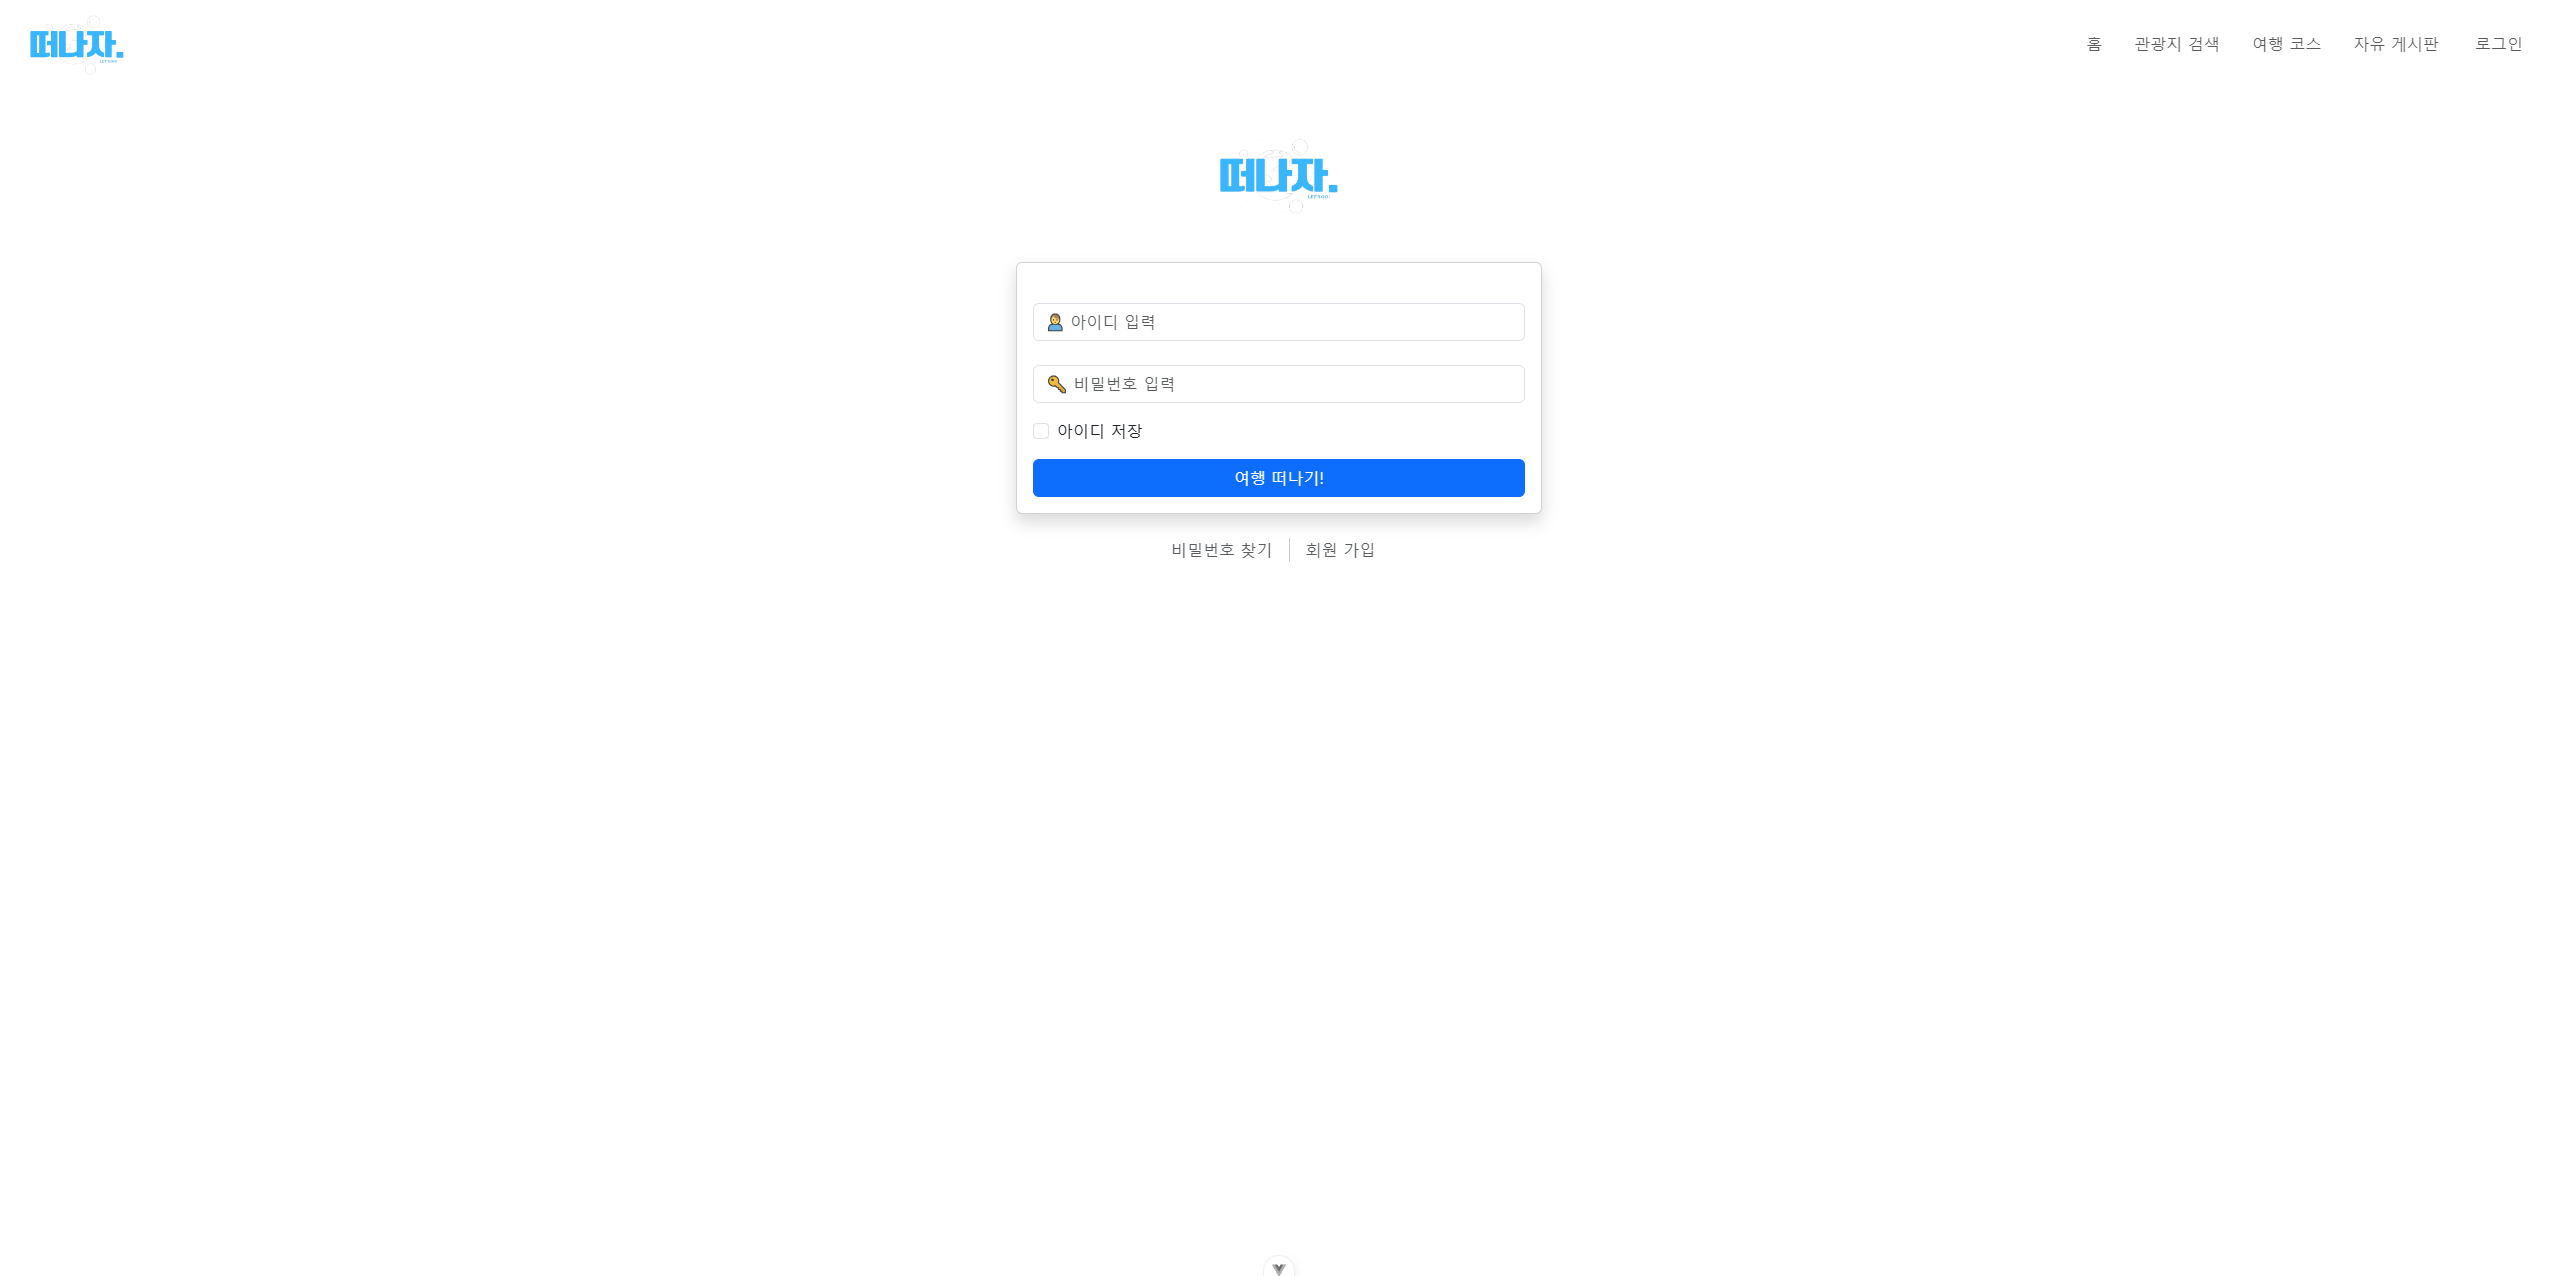 떠나자.
홈
관광지 검색
여행 코스
자유 게시판
로그인
떠나자.
LET'S GO!
아이디 입력
비밀번호 입력
아이디 저장
여행 떠나기!
비밀번호 찾기
회원 가입